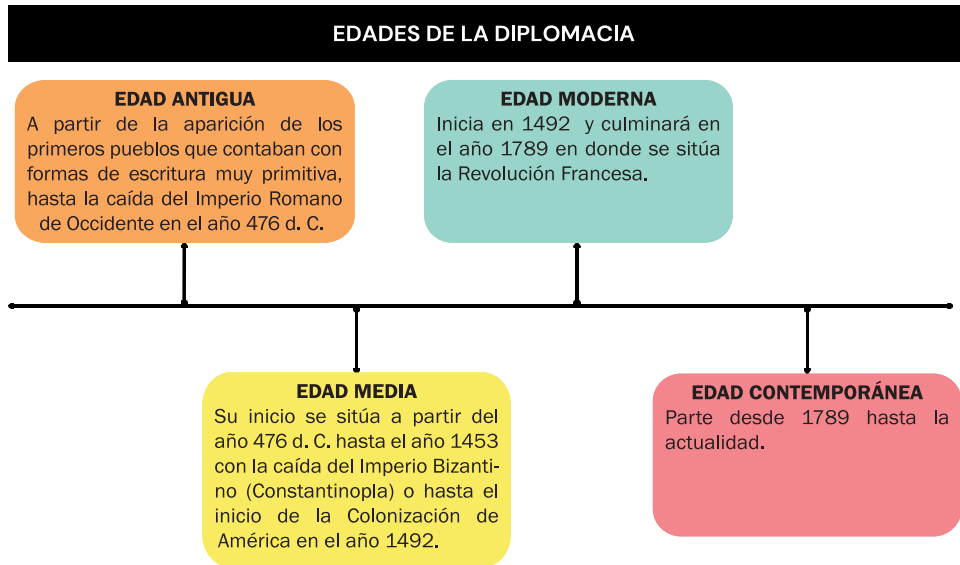 EDADES DE LA DIPLOMACIA
EDAD ANTIGUA
A partir de la aparición de los
primeros pueblos que contaban con
formas de escritura muy primitiva,
hasta la caída del Imperio Romano
de Occidente en el año 476 d. C.
EDAD MODERNA
Inicia en 1492 y culminará en
el año 1789 en donde se sitúa
la Revolución Francesa.
EDAD MEDIA
Su inicio se sitúa a partir del
año 476 d. C. hasta el año 1453
con la caída del Imperio Bizanti-
no (Constantinopla) o hasta el
inicio de la Colonización de
América en el año 1492.
EDAD CONTEMPORÁNEA
Parte desde 1789 hasta la
actualidad.